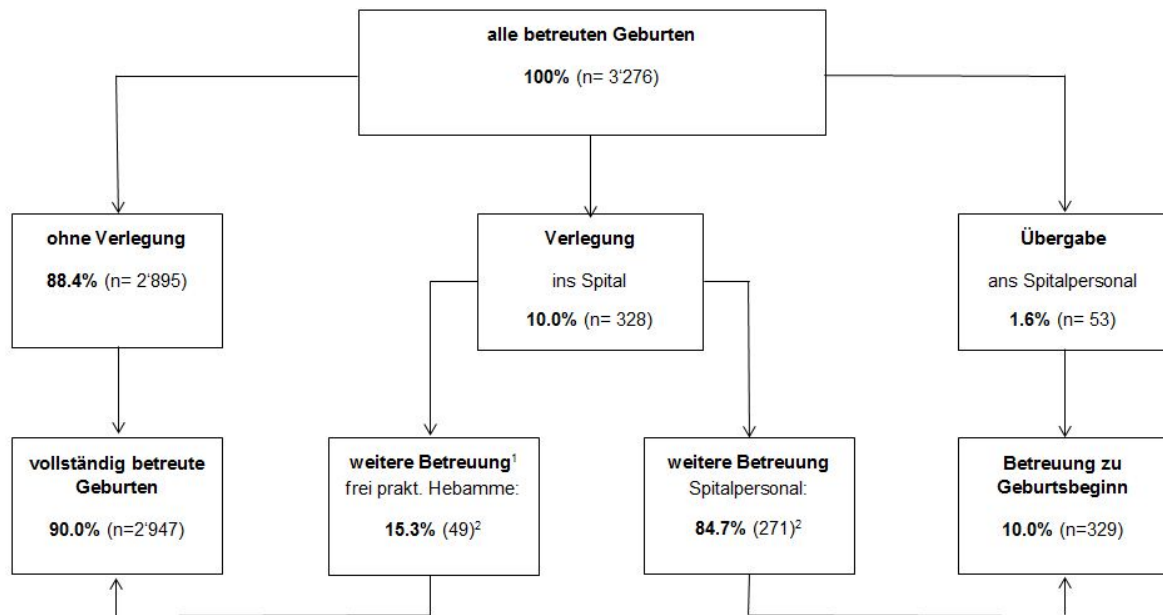 alle betreuten Geburten
100% (n= 3‘276)
ohne Verlegung
88.4% (n= 2‘895)
Verlegung
ins Spital
10.0% (n= 328)
Übergabe
ans Spitalpersonal
1.6% (n= 53)
vollständig betreute
Geburten
90.0% (n=2‘947)
weitere Betreuung¹
frei prakt. Hebamme:
15.3% (49)²
weitere Betreuung
Spitalpersonal:
84.7% (271)²
Betreuung zu
Geburtsbeginn
10.0% (n=329)